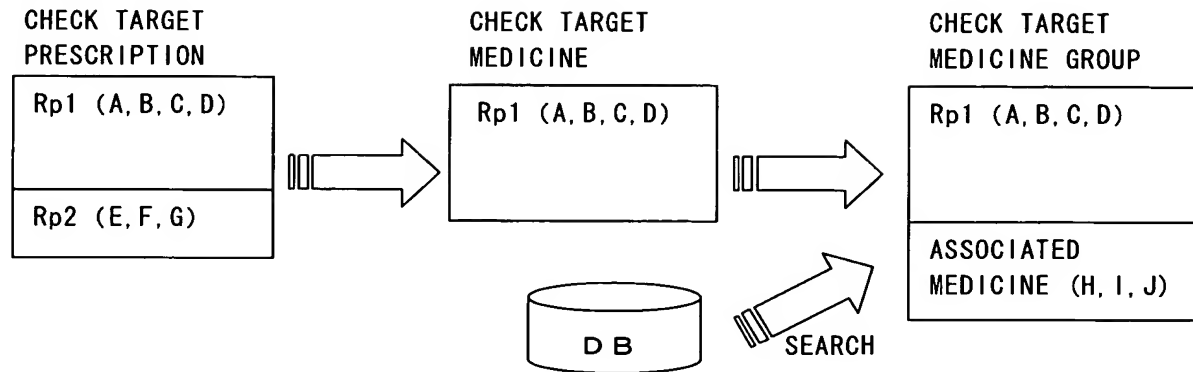 CHECK TARGET
PRESCRIPTION
Rp1 (A, B, C, D)
Rp2 (E, F, G)
CHECK TARGET
MEDICINE
Rp1 (A, B, C, D)
DB
SEARCH
CHECK TARGET
MEDICINE GROUP
Rp1 (A, B, C, D)
ASSOCIATED
MEDICINE (H, I, J)